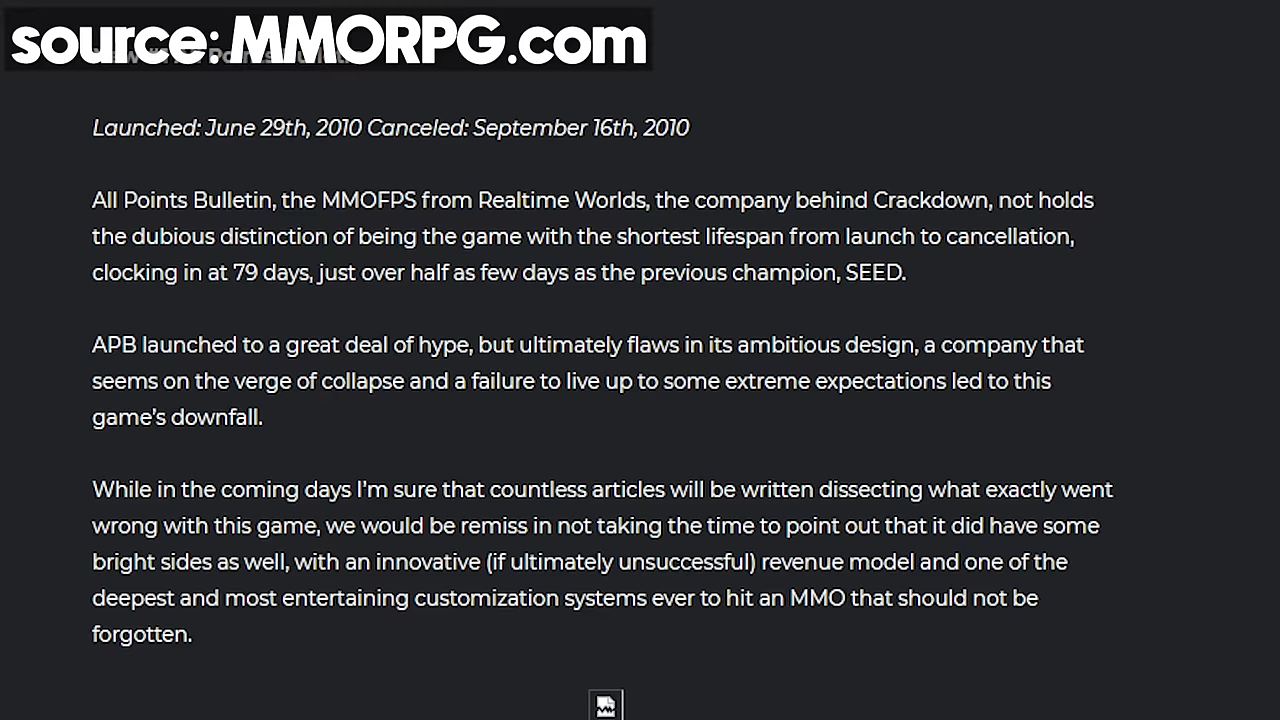 source: MMORPG.com
Launched: June 29th, 2010 Canceled: September 16th, 2010
All Points Bulletin, the MMOFPS from Realtime Worlds, the company behind Crackdown, not holds
the dubious distinction of being the game with the shortest lifespan from launch to cancellation,
clocking in at 79 days, just over half as few days as the previous champion, SEED.
APB launched to a great deal of hype, but ultimately flaws in its ambitious design, a company that
seems on the verge of collapse and a failure to live up to some extreme expectations led to this
game's downfall.
While in the coming days I'm sure that countless articles will be written dissecting what exactly went
wrong with this game, we would be remiss in not taking the time to point out that it did have some
bright sides as well, with an innovative (if ultimately unsuccessful) revenue model and one of the
deepest and most entertaining customization systems ever to hit an MMO that should not be
forgotten.